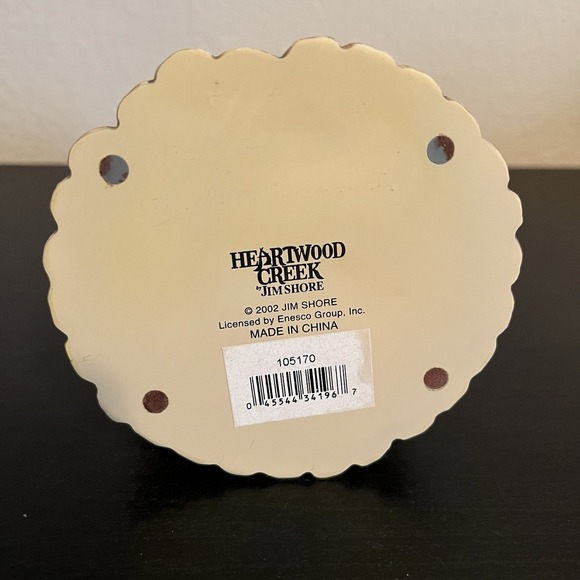 HEARTWOOD
CREEK
by JIM SHORE
© 2002 JIM SHORE
Licensed by Enesco Group, Inc.
MADE IN CHINA
105170
0 45544 34196 7